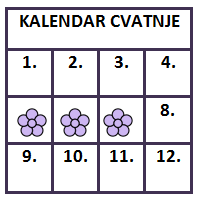 KALENDAR CVATNJE
1. 2. 3. 4.
8.
9. 10. 11. 12.